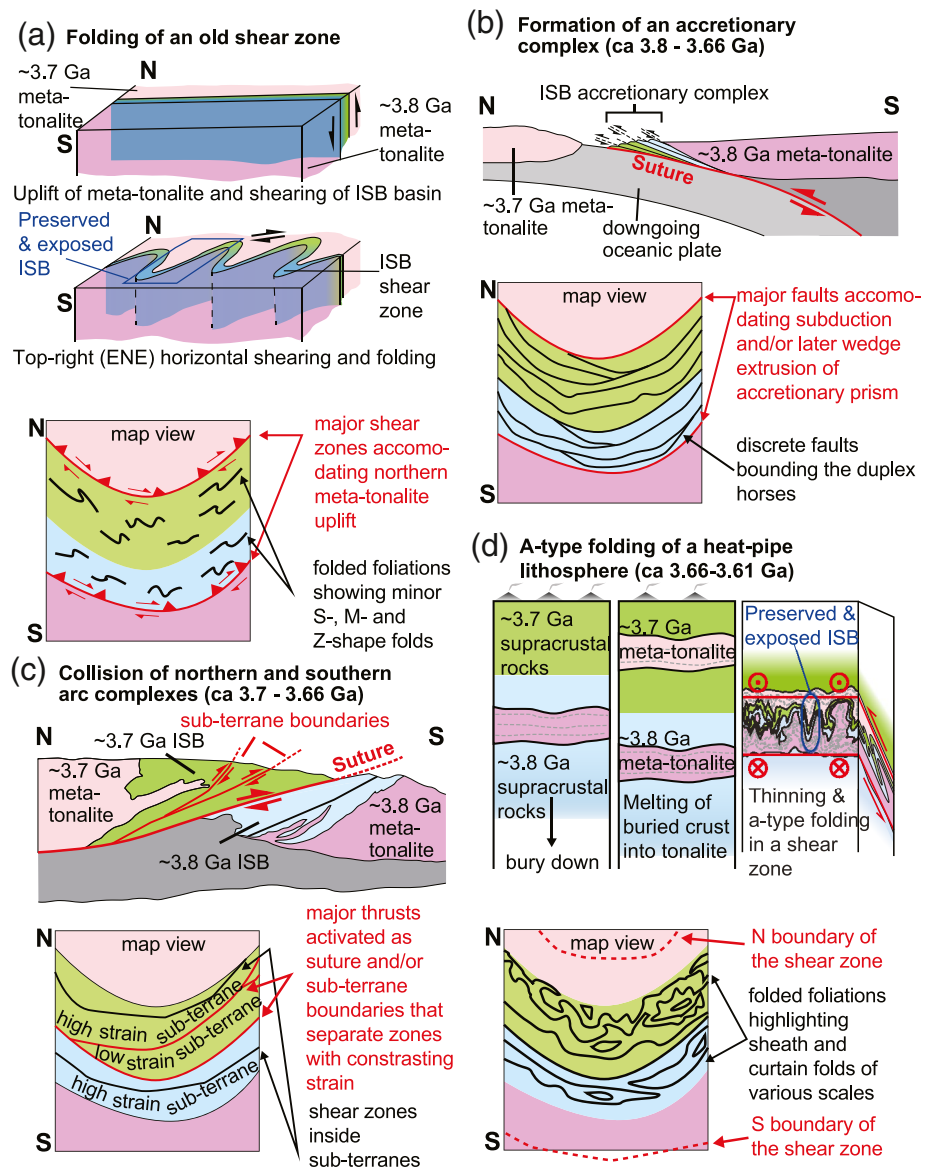 (a) Folding of an old shear zone
~3.7 Ga
meta-
tonalite
N
~3.8 Ga
meta-
tonalite
S
Uplift of meta-tonalite and shearing of ISB basin
Preserved
& exposed
ISB
N
ISB
shear
zone
S
Top-right (ENE) horizontal shearing and folding
N
map view
major shear
zones accomo-
dating northern
meta-tonalite
uplift
folded foliations
showing minor
S-, M- and
Z-shape folds
S
(b) Formation of an accretionary
complex (ca 3.8 - 3.66 Ga)
N
ISB accretionary complex
S
~3.8 Ga meta-tonalite
Suture
~3.7 Ga meta-
tonalite
downgoing
oceanic plate
N
map view
major faults accomo-
dating subduction
and/or later wedge
extrusion of
accretionary prism
discrete faults
bounding the duplex
horses
S
(c) Collision of northern and southern
arc complexes (ca 3.7 - 3.66 Ga)
sub-terrane boundaries
N
~3.7 Ga ISB
Suture
S
~3.7 Ga
meta-
tonalite
~3.8 Ga
meta-
tonalite
~3.8 Ga ISB
N
map view
major thrusts
activated as
suture and/or
sub-terrane
boundaries that
separate zones
with constrasting
strain
high strain sub-terrane
low strain sub-terrane
high strain sub-terrane
shear zones
inside
sub-terranes
S
(d) A-type folding of a heat-pipe
lithosphere (ca 3.66-3.61 Ga)
~3.7 Ga
supracrustal
rocks
~3.8 Ga
supracrustal
rocks
bury down
~3.7 Ga
meta-tonalite
~3.8 Ga
meta-tonalite
Melting of
buried crust
into tonalite
Preserved &
exposed ISB
Thinning &
a-type folding
in a shear
zone
N
map view
N boundary of
the shear zone
folded foliations
highlighting
sheath and
curtain folds of
various scales
S
S boundary of
the shear zone